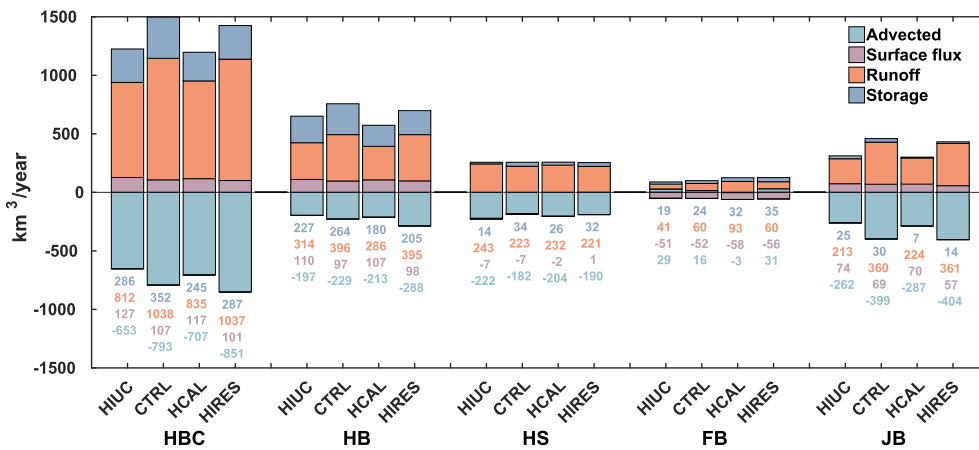 1500
1000
500
0
-500
-1000
-1500
km³/year
Advected
Surface flux
Runoff
Storage
286 352 245 287
812 1038 835 1037
127 107 117 101
-653 -793 -707 -851
227 264 180 205
314 396 286 395
110 97 107 98
-197 -229 -213 -288
14 34 26 32
243 223 232 221
-7 -7 -2 1
-222 -182 -204 -190
19 24 32 35
41 60 93 60
-51 -52 -58 -56
29 16 -3 31
25 30 7 14
213 360 224 361
74 69 70 57
-262 -399 -287 -404
HIUC CTRL HCAL HIRES HIUC CTRL HCAL HIRES HIUC CTRL HCAL HIRES HIUC CTRL HCAL HIRES HIUC CTRL HCAL HIRES
HBC HB HS FB JB